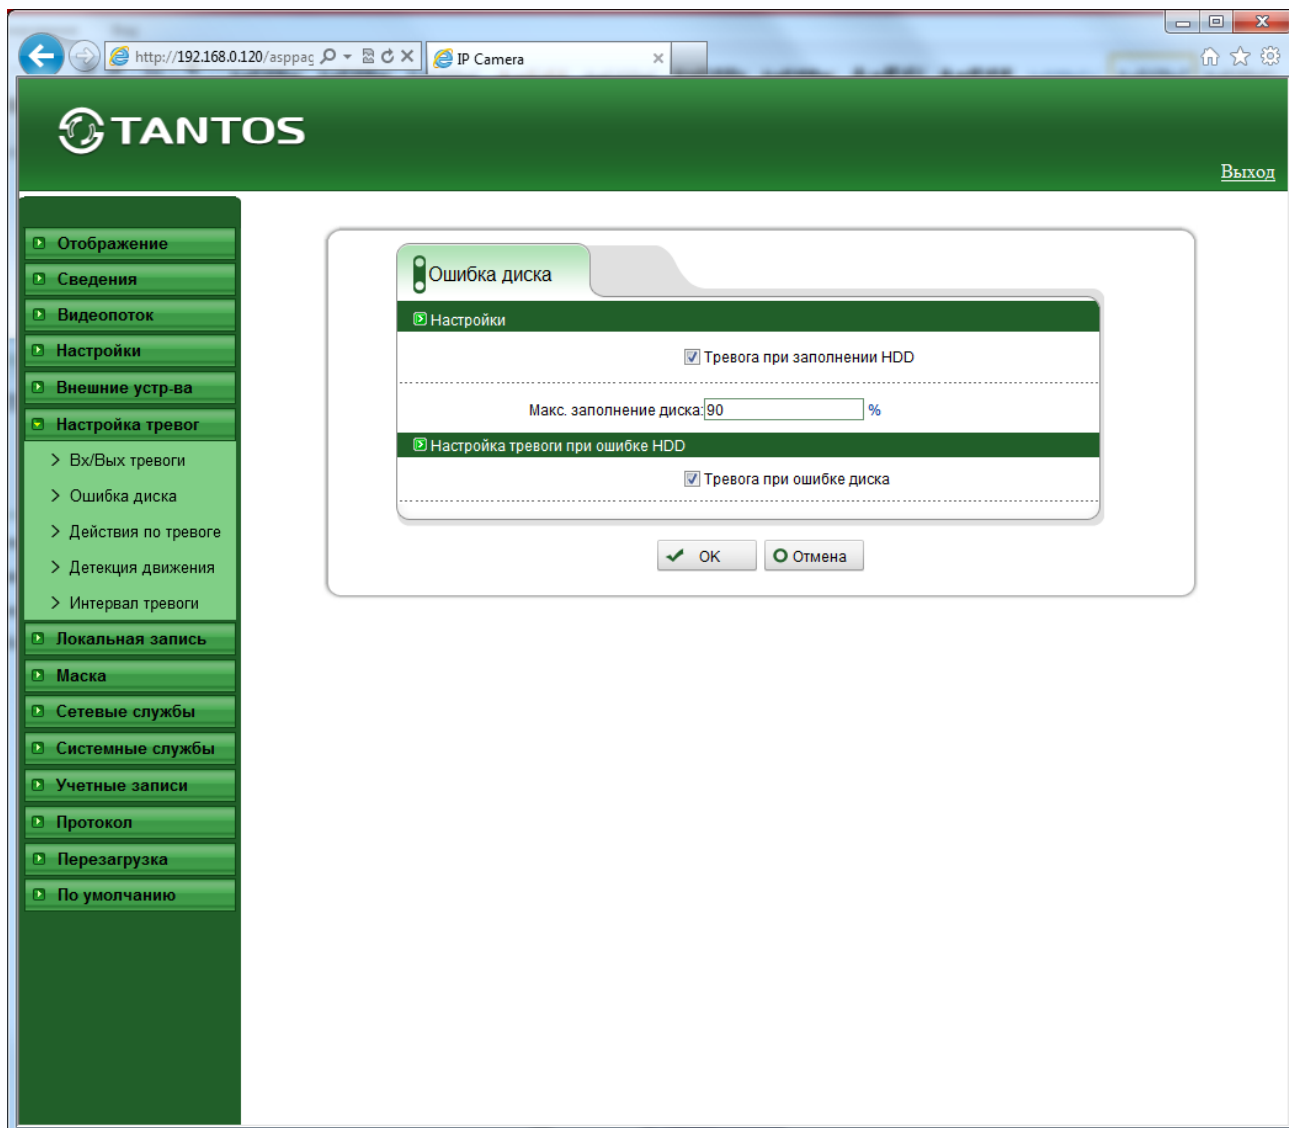 http://192.168.0.120/asppag
IP Camera
TANTOS
Выход
Отображение
Сведения
Видеопоток
Настройки
Внешние устр-ва
Настройка тревог
Вх/Вых тревоги
Ошибка диска
Действия по тревоге
Детекция движения
Интервал тревоги
Локальная запись
Маска
Сетевые службы
Системные службы
Учетные записи
Протокол
Перезагрузка
По умолчанию
Ошибка диска
Настройки
Тревога при заполнении HDD
Макс. заполнение диска: 90 %
Настройка тревоги при ошибке HDD
Тревога при ошибке диска
OK
Отмена